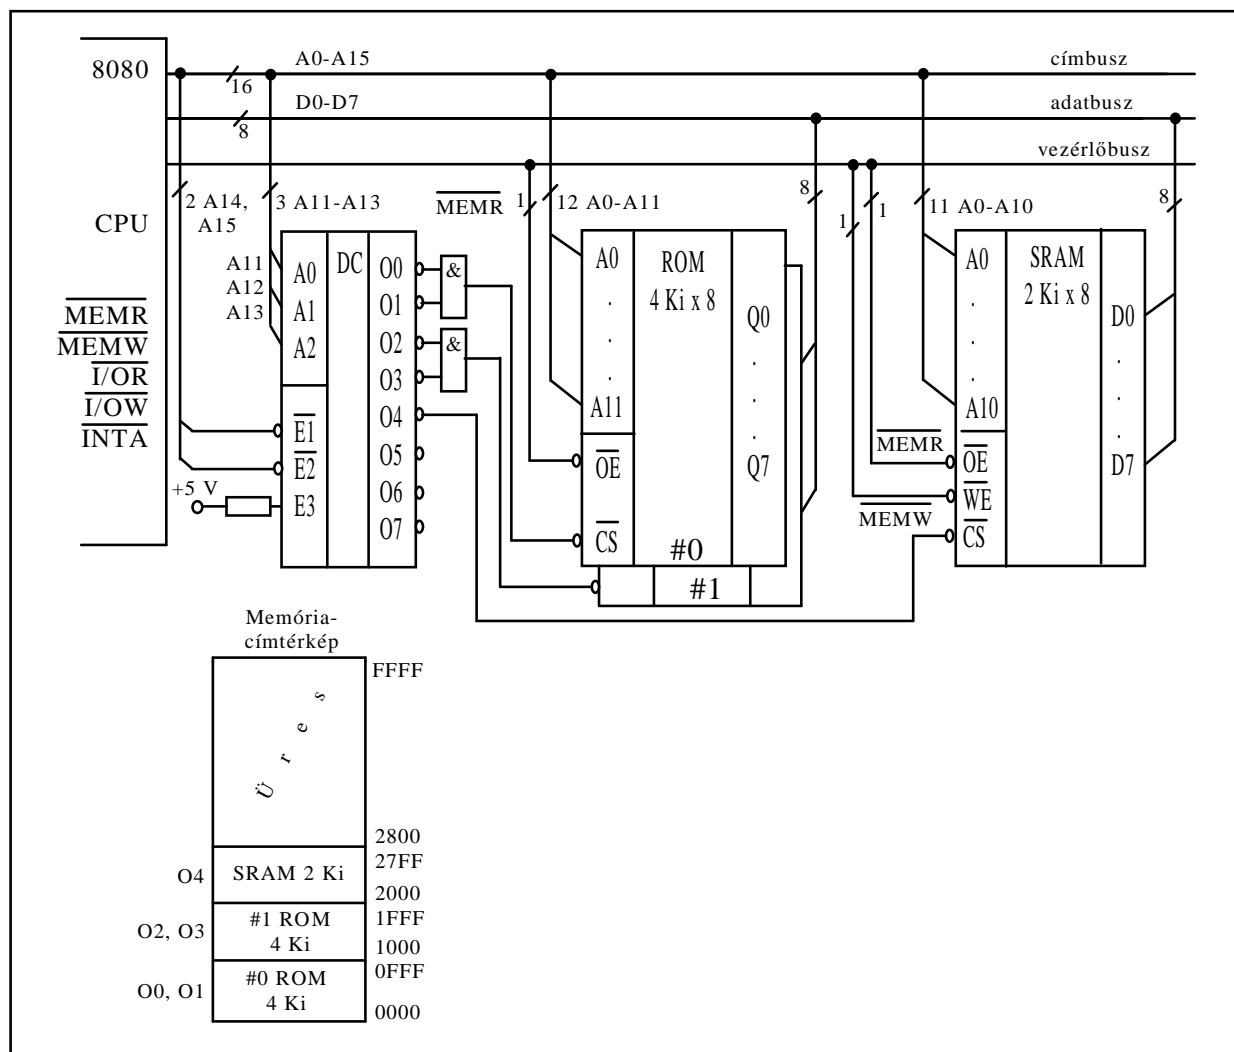 8080
A0-A15
címbusz
16
D0-D7
adatbusz
8
vezérlőbusz
CPU
2 A14,
A15
3 A11-A13
MEMR
1
12 A0-A11
8
1
1
11 A0-A10
8
MEMR
MEMW
I/OR
I/OW
INTA
A11
A12
A13
A0
A1
A2
E1
E2
E3
+5 V
DC
O0
O1
O2
O3
O4
O5
O6
O7
&
&
A0
.
.
.
A11
OE
CS
ROM
4 Ki x 8
#0
#1
Q0
.
.
.
Q7
MEMR
MEMW
A0
.
.
.
A10
OE
WE
CS
SRAM
2 Ki x 8
D0
.
.
.
D7
Memória-
címtérkép
FFFF
Üres
2800
O4
SRAM 2 Ki
27FF
2000
O2, O3
#1 ROM
4 Ki
1FFF
1000
O0, O1
#0 ROM
4 Ki
0FFF
0000